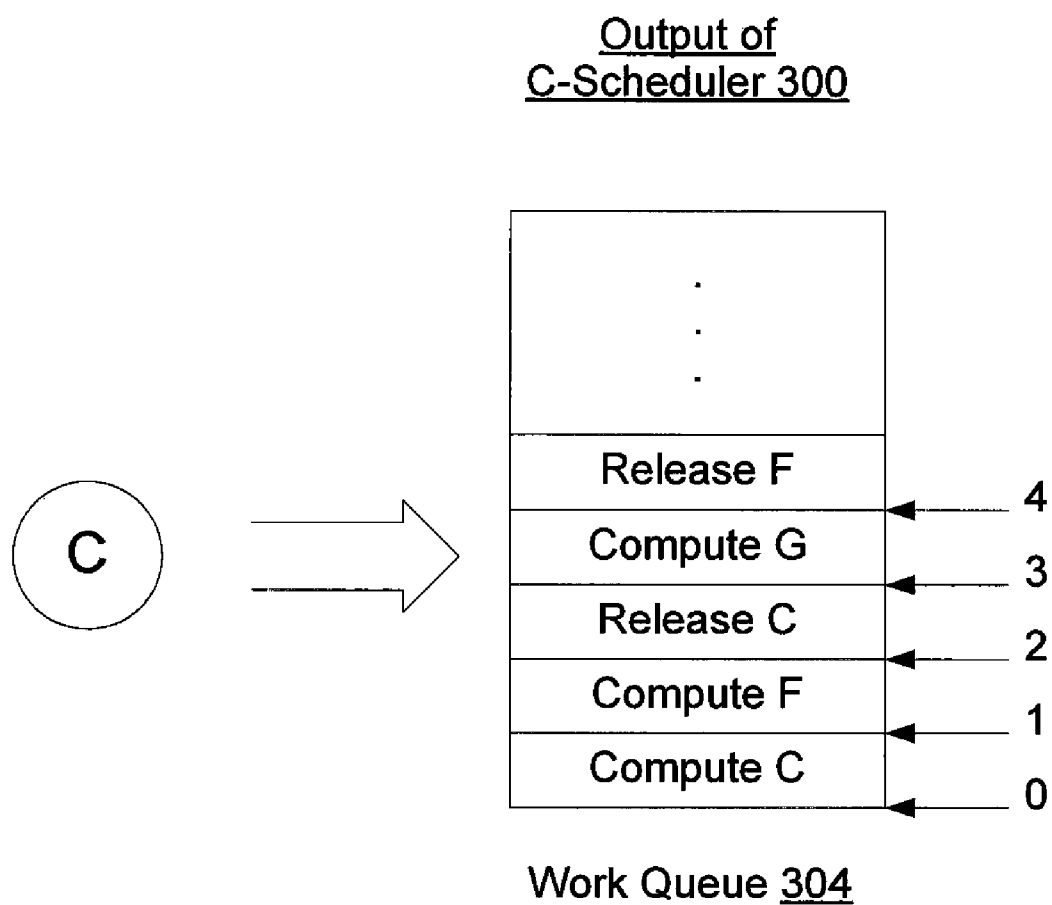 Output of
C-Scheduler 300
.
.
.
Release F
4
Compute G
3
C
Release C
2
Compute F
1
Compute C
0
Work Queue 304